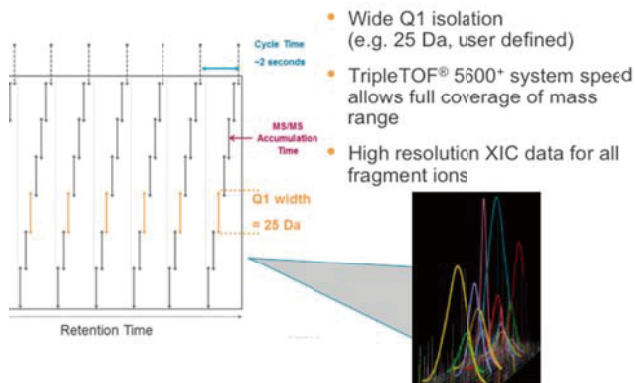 Cycle Time
~2 seconds
MS/MS
Accumulation
Time
Q1 width
= 25 Da
Retention Time
• Wide Q1 isolation
(e.g. 25 Da, user defined)
• TripleTOF® 5600+ system speed
allows full coverage of mass
range
• High resolution XIC data for all
fragment ions